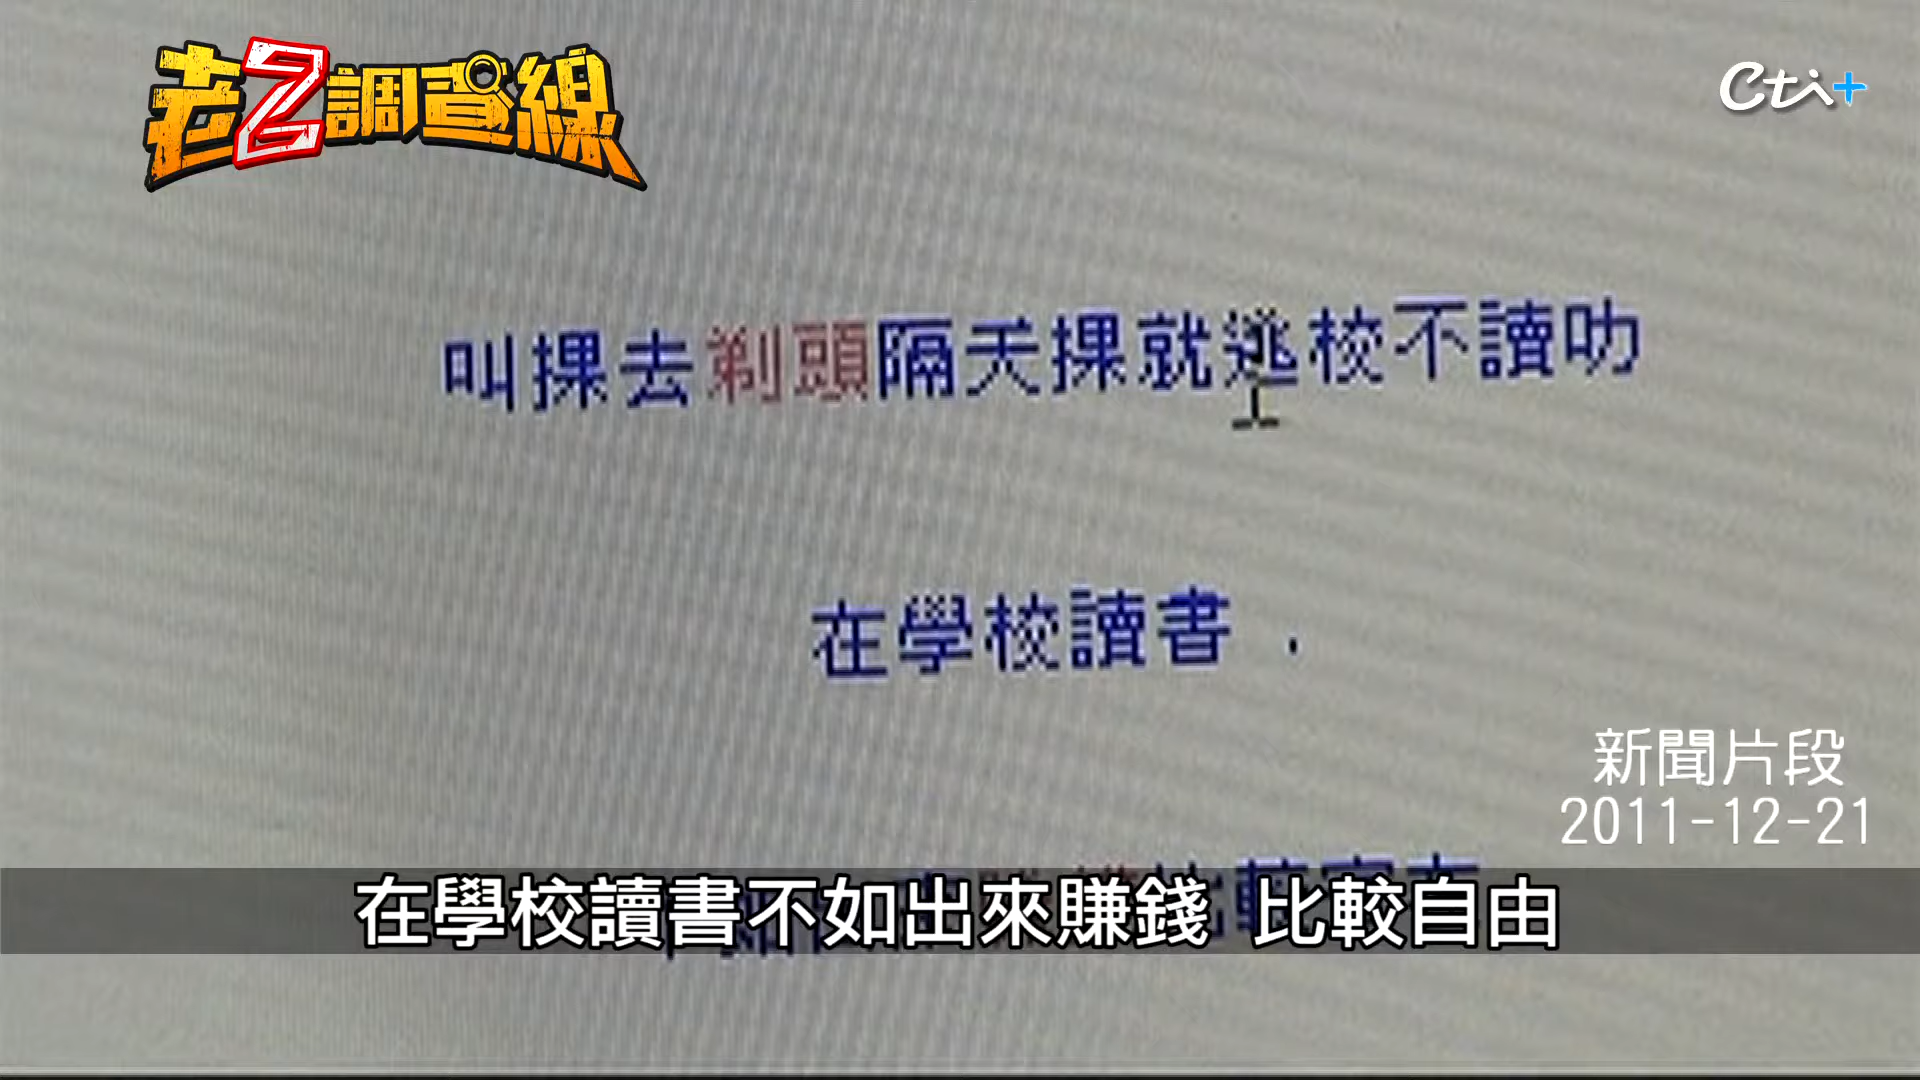 老Z調查線
Cti+
叫掜去剃頭隔天掜就逃校不讀叻
在學校讀書 .
新聞片段
2011-12-21
在學校讀書不如出來賺錢 比較自由